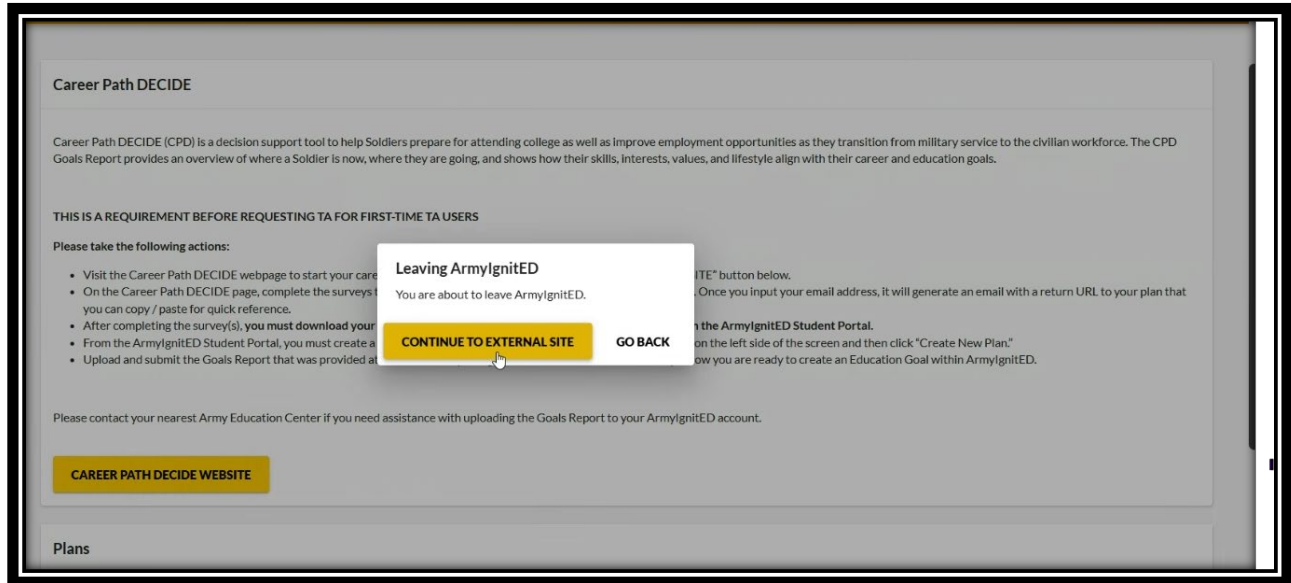 Career Path DECIDE
Career Path DECIDE (CPD) is a decision support tool to help Soldiers prepare for attending college as well as improve employment opportunities as they transition from military service to the civilian workforce. The CPD
Goals Report provides an overview of where a Soldier is now, where they are going, and shows how their skills, interests, values, and lifestyle align with their career and education goals.
THIS IS A REQUIREMENT BEFORE REQUESTING TA FOR FIRST-TIME TA USERS
Please take the following actions:
• Visit the Career Path DECIDE webpage to start your care ITE" button below.
• On the Career Path DECIDE page, complete the surveys t . Once you input your email address, it will generate an email with a return URL to your plan that
you can copy / paste for quick reference.
• After completing the survey(s), you must download your the ArmyIgnitED Student Portal.
• From the ArmyIgnitED Student Portal, you must create a on the left side of the screen and then click "Create New Plan."
• Upload and submit the Goals Report that was provided at ow you are ready to create an Education Goal within ArmyIgnitED.
Leaving ArmyIgnitED
You are about to leave ArmyIgnitED.
CONTINUE TO EXTERNAL SITE GO BACK
Please contact your nearest Army Education Center if you need assistance with uploading the Goals Report to your ArmyIgnitED account.
CAREER PATH DECIDE WEBSITE
Plans